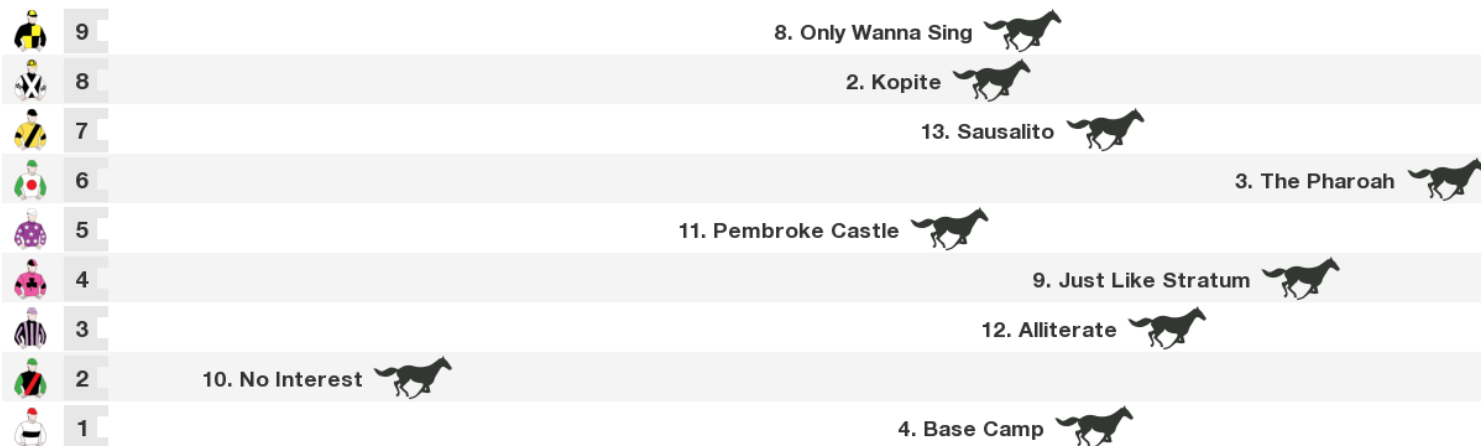 9 8. Only Wanna Sing
8 2. Kopite
7 13. Sausalito
6 3. The Pharoah
5 11. Pembroke Castle
4 9. Just Like Stratum
3 12. Alliterate
2 10. No Interest
1 4. Base Camp